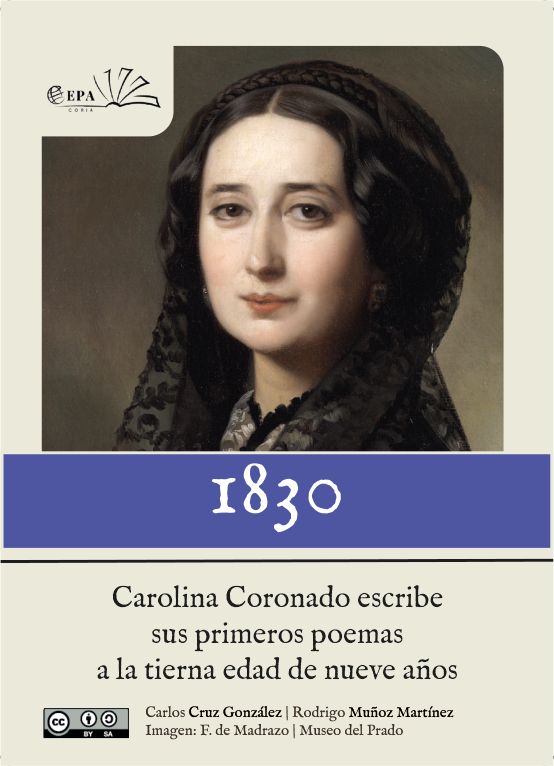 EPA
CORIA
1830
Carolina Coronado escribe
sus primeros poemas
a la tierna edad de nueve años
Carlos Cruz González | Rodrigo Muñoz Martínez
Imagen: F. de Madrazo | Museo del Prado
cc
BY SA